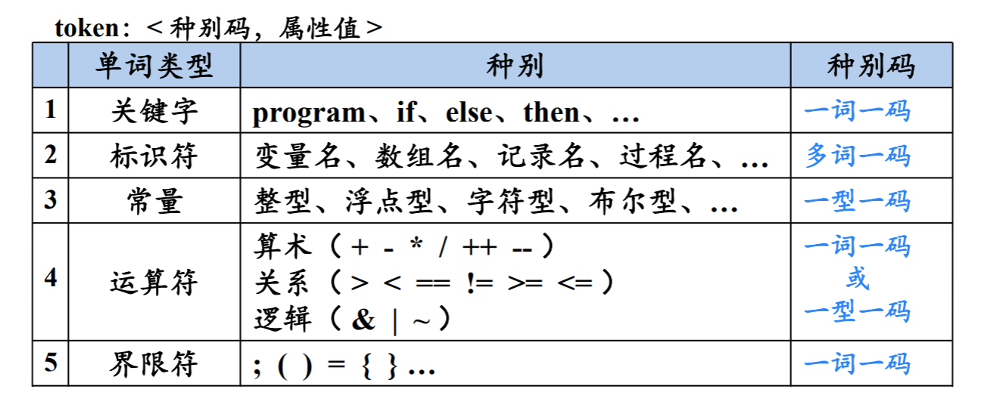 token：< 种别码，属性值 >
单词类型 种别 种别码
1 关键字 program、if、else、then、… 一词一码
2 标识符 变量名、数组名、记录名、过程名、… 多词一码
3 常量 整型、浮点型、字符型、布尔型、… 一型一码
4 运算符 算术（ + - * / ++ -- ） 一词一码
关系（ > < == != >= <= ） 或
逻辑（ & | ~ ） 一型一码
5 界限符 ; ( ) = { } … 一词一码